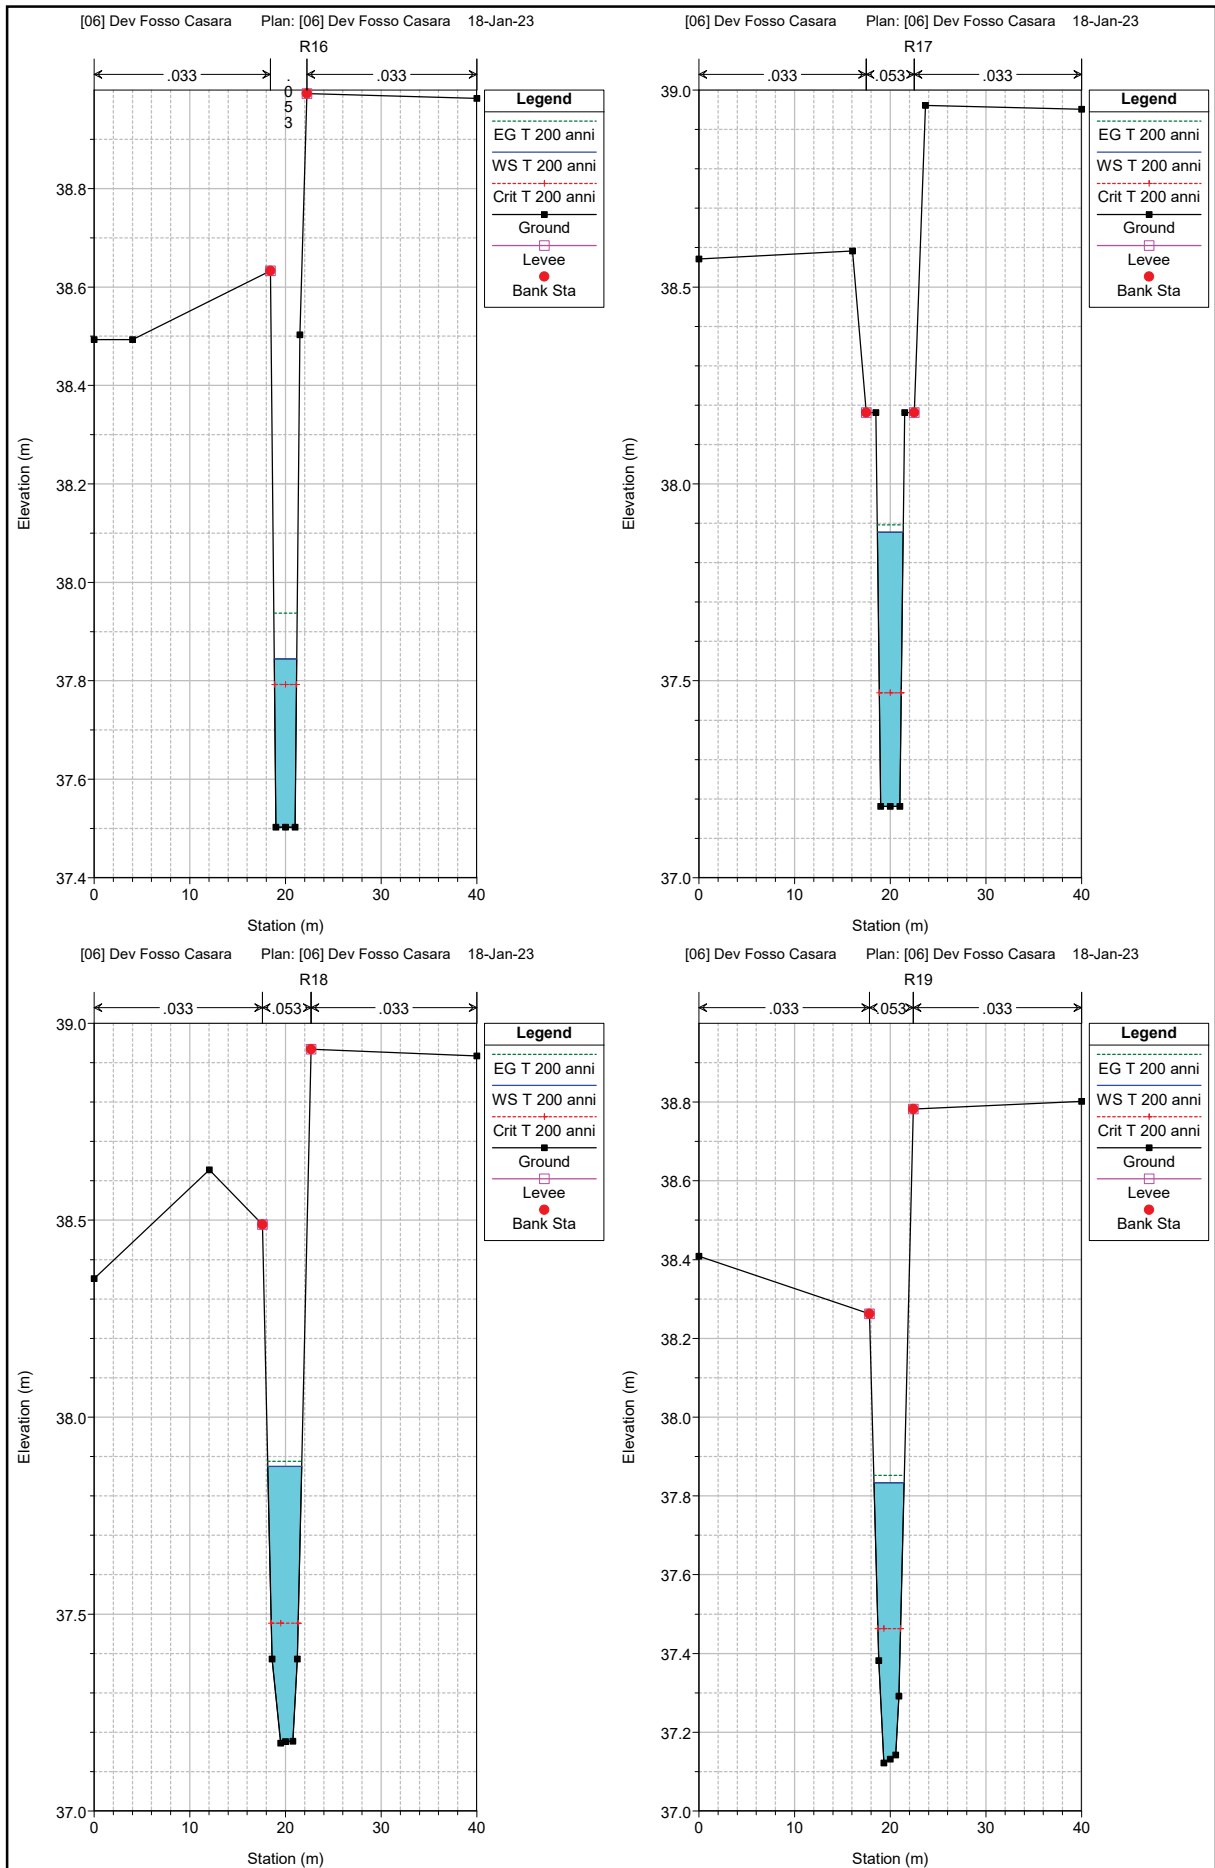 [06] Dev Fosso Casara Plan: [06] Dev Fosso Casara 18-Jan-23
R16
.033 .053 .033
Legend
EG T 200 anni
WS T 200 anni
Crit T 200 anni
Ground
Levee
Bank Sta
38.8
38.6
38.4
38.2
38.0
37.8
37.6
37.4
Elevation (m)
0 10 20 30 40
Station (m)
[06] Dev Fosso Casara Plan: [06] Dev Fosso Casara 18-Jan-23
R17
.033 .053 .033
Legend
EG T 200 anni
WS T 200 anni
Crit T 200 anni
Ground
Levee
Bank Sta
39.0
38.5
38.0
37.5
37.0
Elevation (m)
0 10 20 30 40
Station (m)
[06] Dev Fosso Casara Plan: [06] Dev Fosso Casara 18-Jan-23
R18
.033 .053 .033
Legend
EG T 200 anni
WS T 200 anni
Crit T 200 anni
Ground
Levee
Bank Sta
39.0
38.5
38.0
37.5
37.0
Elevation (m)
0 10 20 30 40
Station (m)
[06] Dev Fosso Casara Plan: [06] Dev Fosso Casara 18-Jan-23
R19
.033 .053 .033
Legend
EG T 200 anni
WS T 200 anni
Crit T 200 anni
Ground
Levee
Bank Sta
38.8
38.6
38.4
38.2
38.0
37.8
37.6
37.4
37.2
37.0
Elevation (m)
0 10 20 30 40
Station (m)